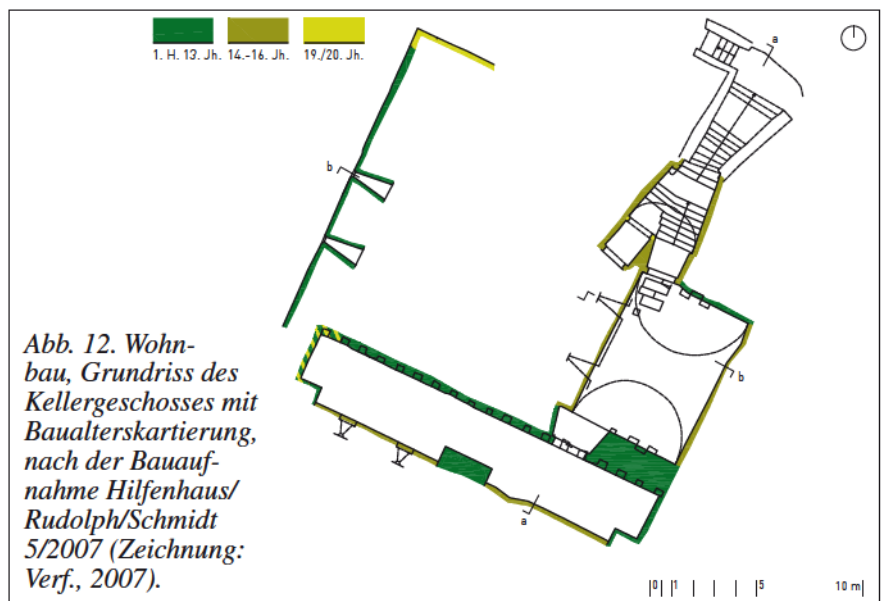 1. H. 13. Jh. 14.-16. Jh. 19./20. Jh.
a
b
b
a
Abb. 12. Wohn-
bau, Grundriss des
Kellergeschosses mit
Baualterskartierung,
nach der Bauauf-
nahme Hilfenhaus/
Rudolph/Schmidt
5/2007 (Zeichnung:
Verf., 2007).
0 1 5 10 m